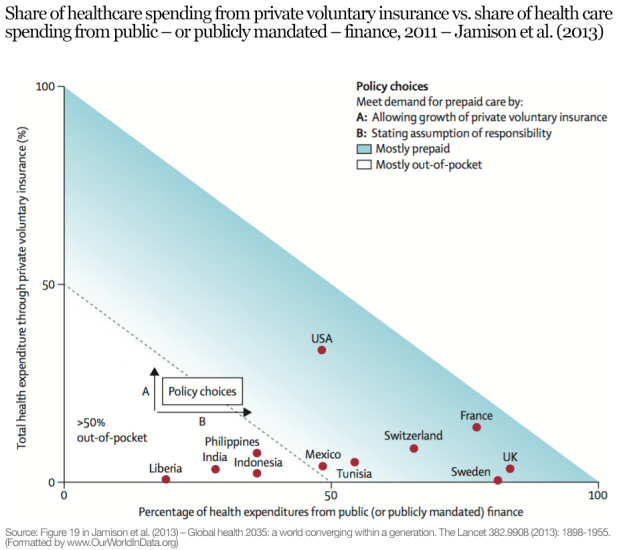 Share of healthcare spending from private voluntary insurance vs. share of health care
spending from public – or publicly mandated – finance, 2011 – Jamison et al. (2013)
Policy choices
Meet demand for prepaid care by:
A: Allowing growth of private voluntary insurance
B: Stating assumption of responsibility
Mostly prepaid
Mostly out-of-pocket
Total health expenditure through private voluntary insurance (%)
100
50
0
USA
A
Policy choices
B
>50%
out-of-pocket
Philippines
India
Indonesia
Liberia
Mexico
Tunisia
Switzerland
France
UK
Sweden
0
50
100
Percentage of health expenditures from public (or publicly mandated) finance
Source: Figure 19 in Jamison et al. (2013) – Global health 2035: a world converging within a generation. The Lancet 382.9908 (2013): 1898-1955.
(Formatted by www.OurWorldInData.org)